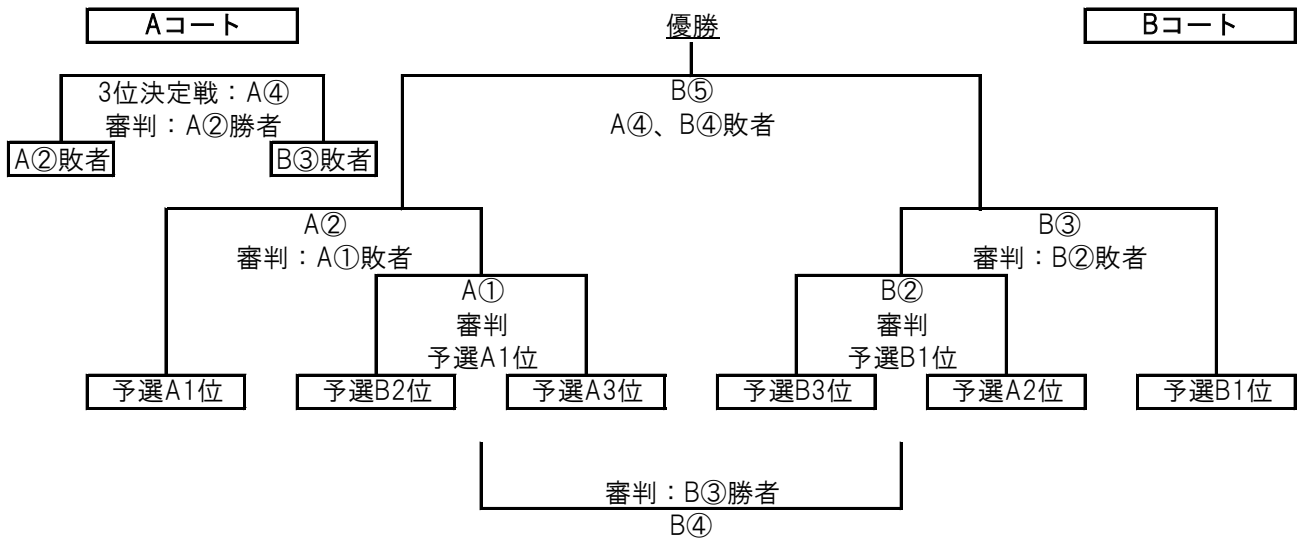 Aコート
優勝
Bコート
3位決定戦：A④
審判：A②勝者
A②敗者
B③敗者
B⑤
A④、B④敗者
A②
審判：A①敗者
B③
審判：B②敗者
A①
審判
予選A1位
B②
審判
予選B1位
予選A1位
予選B2位
予選A3位
予選B3位
予選A2位
予選B1位
審判：B③勝者
B④